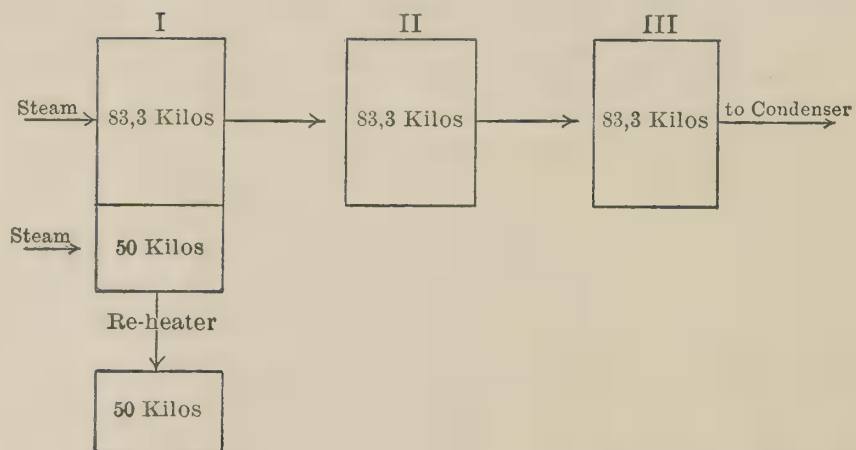 I II III
Steam 83,3 Kilos 83,3 Kilos 83,3 Kilos to Condenser
Steam 50 Kilos
Re-heater
50 Kilos